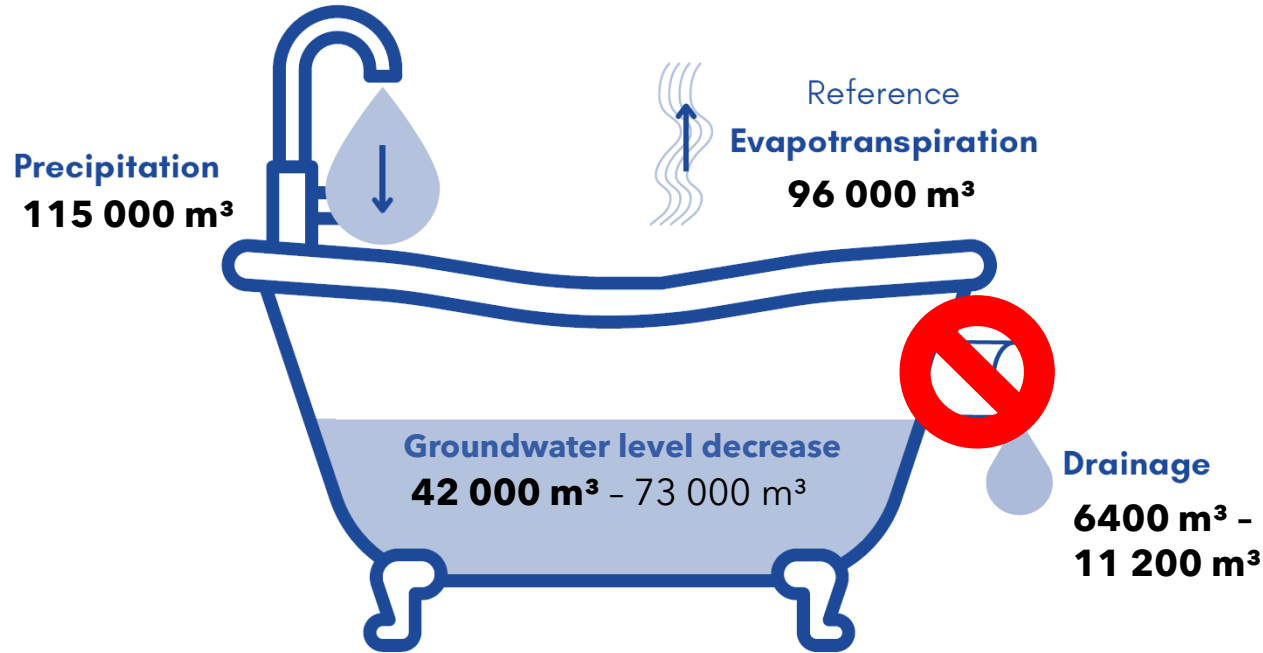 Precipitation
115 000 m³
Reference
Evapotranspiration
96 000 m³
Groundwater level decrease
42 000 m³ – 73 000 m³
Drainage
6400 m³ –
11 200 m³